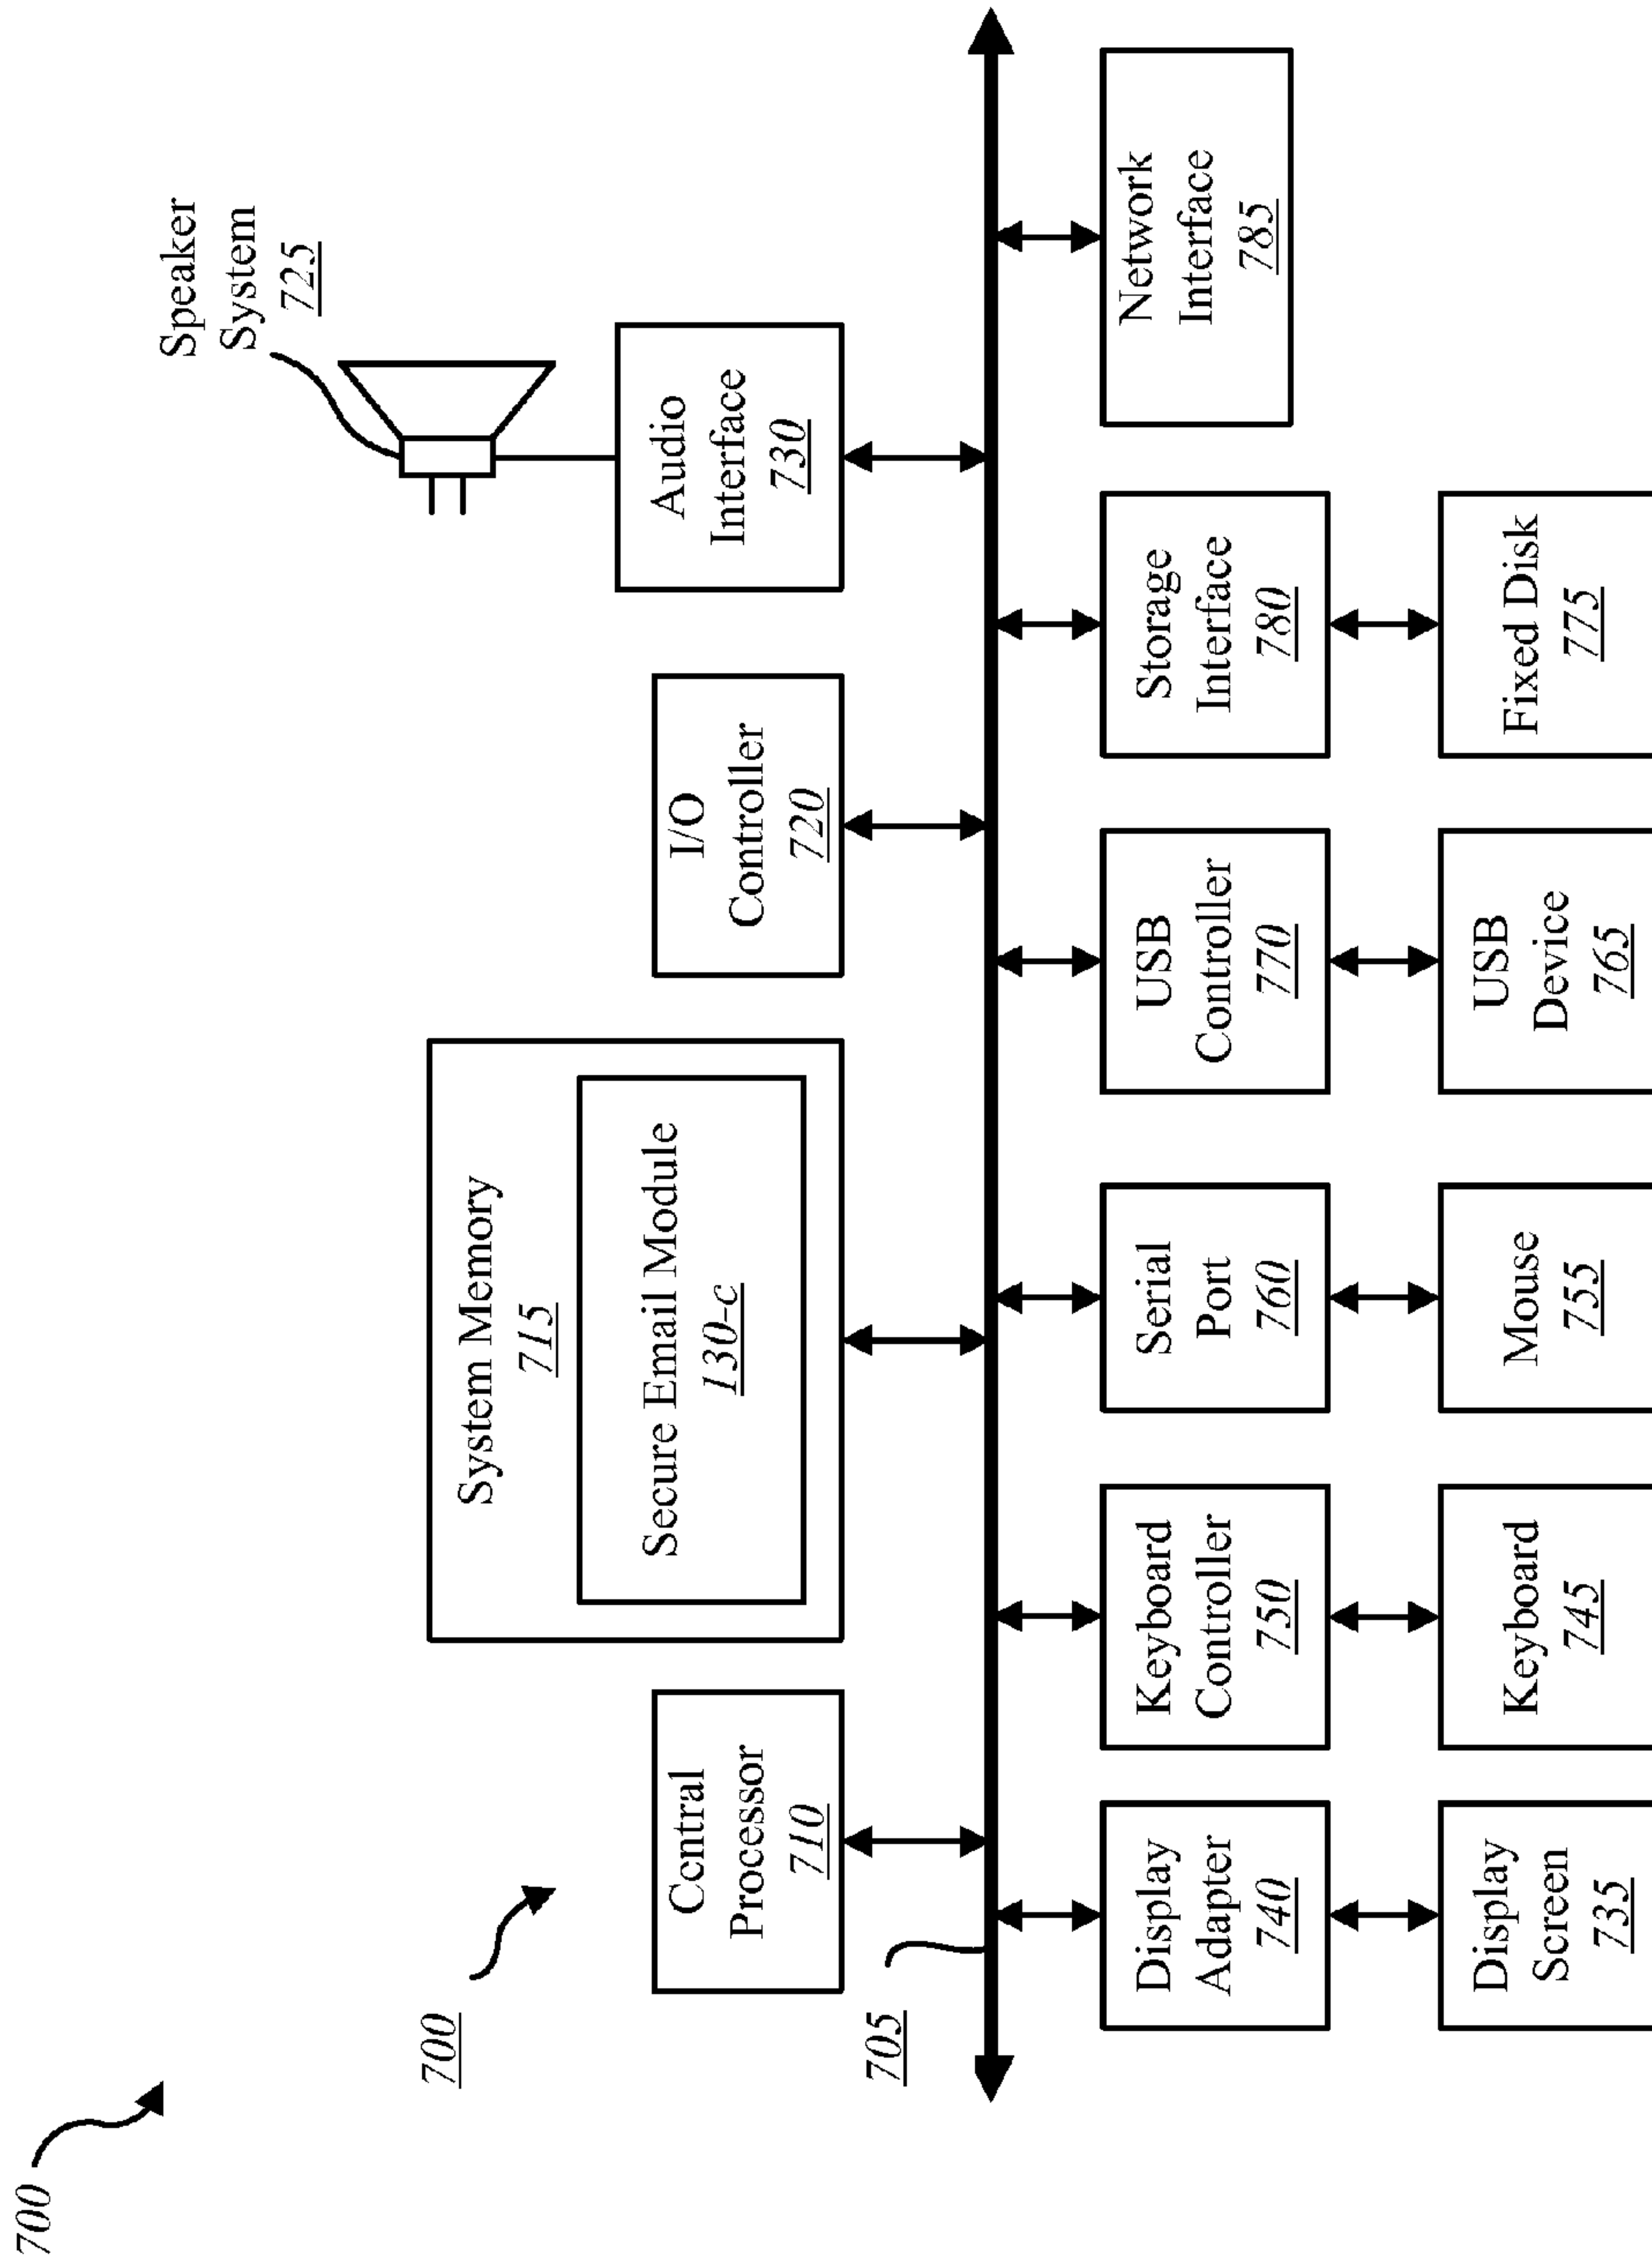 700
700
Speaker
System
725
System Memory
715
Secure Email Module
130-c
Central
Processor
710
I/O
Controller
720
Audio
Interface
730
705
Display
Adapter
740
Keyboard
Controller
750
Serial
Port
760
USB
Controller
770
Storage
Interface
780
Network
Interface
785
Display
Screen
735
Keyboard
745
Mouse
755
USB
Device
765
Fixed Disk
775